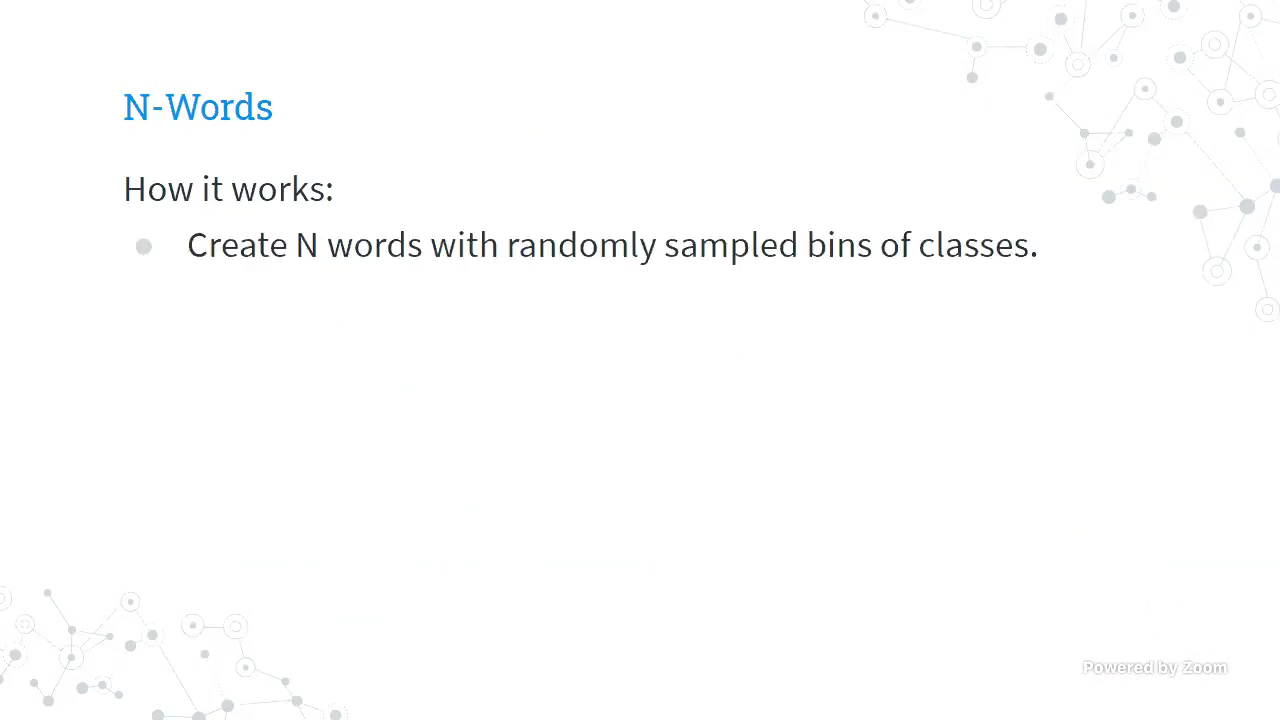 N-Words
How it works:
Create N words with randomly sampled bins of classes.
Powered by Zoom